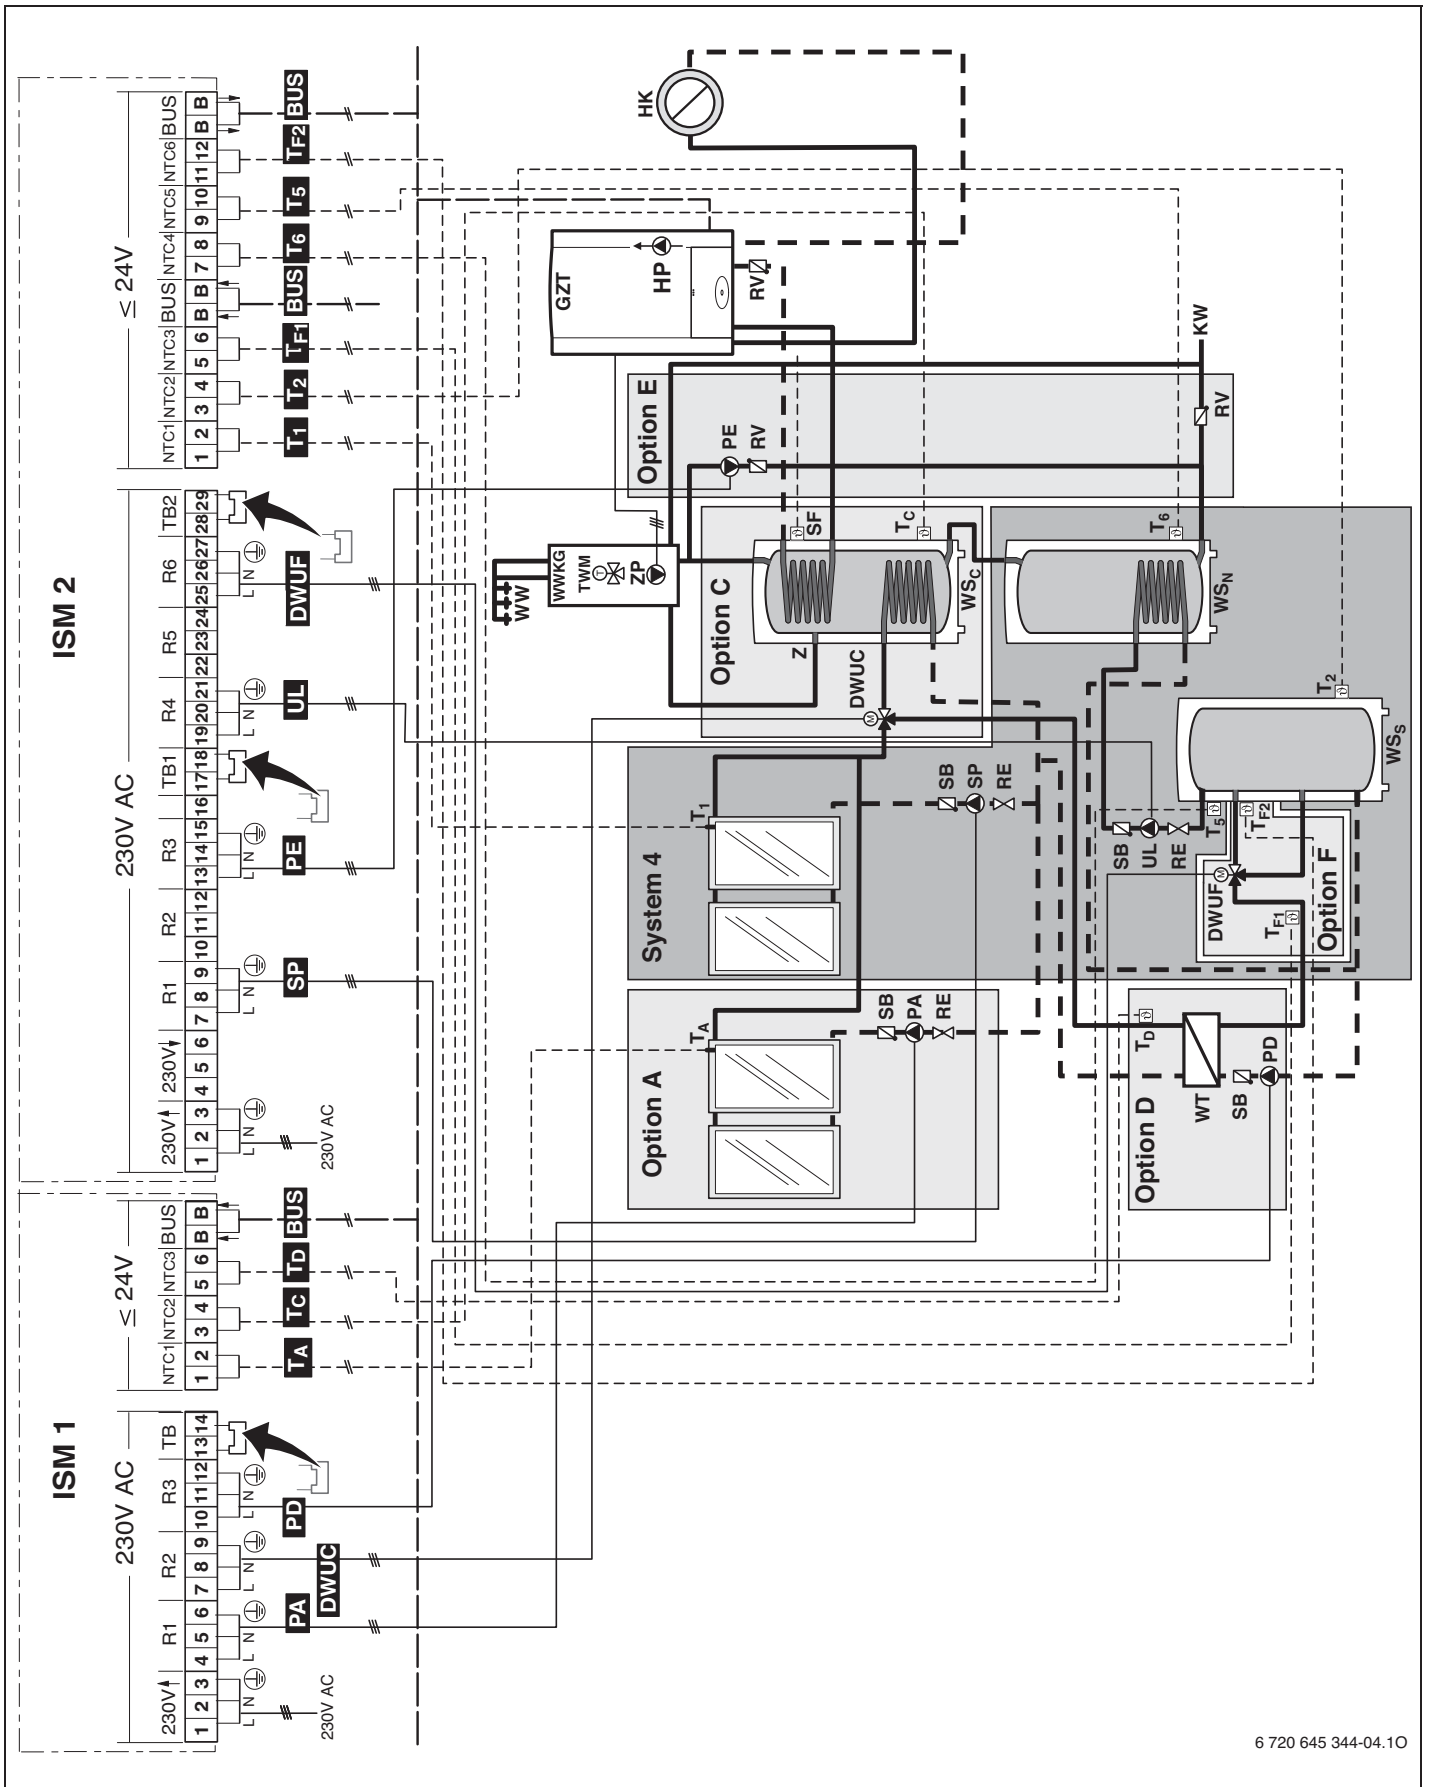 ISM 1
230V AC
230V
R1
R2
R3
TB
1 2 3 4 5 6 7 8 9 10 11 12 13 14
L N
L N
L N
L N
230V AC
PA
DWUC
PD
≤ 24V
NTC1 NTC2 NTC3 BUS
1 2 3 4 5 6 B B
TA
TC
TD
BUS
ISM 2
230V AC
230V
230V
R1
R2
R3
TB1
R4
R5
R6
TB2
1 2 3 4 5 6 7 8 9 10 11 12 13 14 15 16 17 18 19 20 21 22 23 24 25 26 27 28 29
L N
L N
L N
L N
L N
230V AC
SP
PE
UL
DWUF
≤ 24V
NTC1 NTC2 NTC3 BUS NTC4 NTC5 NTC6 BUS
1 2 3 4 5 6 B B 7 8 9 10 11 12 B B
T1
T2
TF1
BUS
T6
T5
TF2
BUS
HK
GZT
HP
RV
KW
Option E
PE
RV
RV
WW
WWKG
TWM
T
ZP
Option C
SF
TC
WSC
Z
DWUC
M
T6
WSN
T2
WSS
System 4
T1
SB
SP
RE
SB
UL
RE
T5
TF2
DWUF
M
TF1
Option F
Option A
TA
SB
PA
RE
Option D
TD
WT
SB
PD
6 720 645 344-04.1O